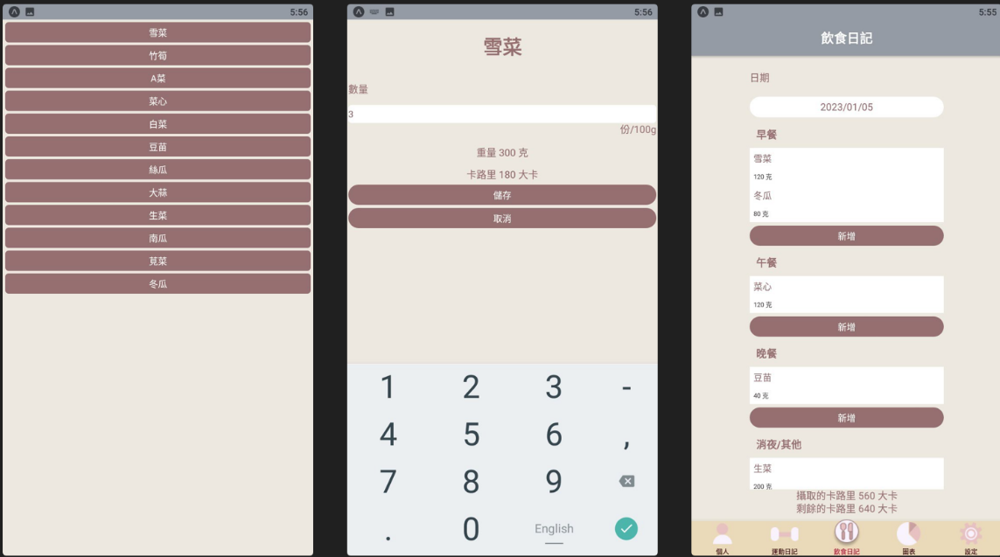 5:56
雪菜
竹筍
A菜
菜心
白菜
豆苗
絲瓜
大蒜
生菜
南瓜
莧菜
冬瓜
5:56
雪菜
數量
3
份/100g
重量 300 克
卡路里 180 大卡
儲存
取消
1 2 3 -
4 5 6 ,
7 8 9
. 0 English
5:55
飲食日記
日期
2023/01/05
早餐
雪菜
120 克
冬瓜
80 克
新增
午餐
菜心
120 克
新增
晚餐
豆苗
40 克
新增
消夜/其他
生菜
200 克
攝取的卡路里 560 大卡
剩餘的卡路里 640 大卡
個人 運動日記 飲食日記 圖表 設定